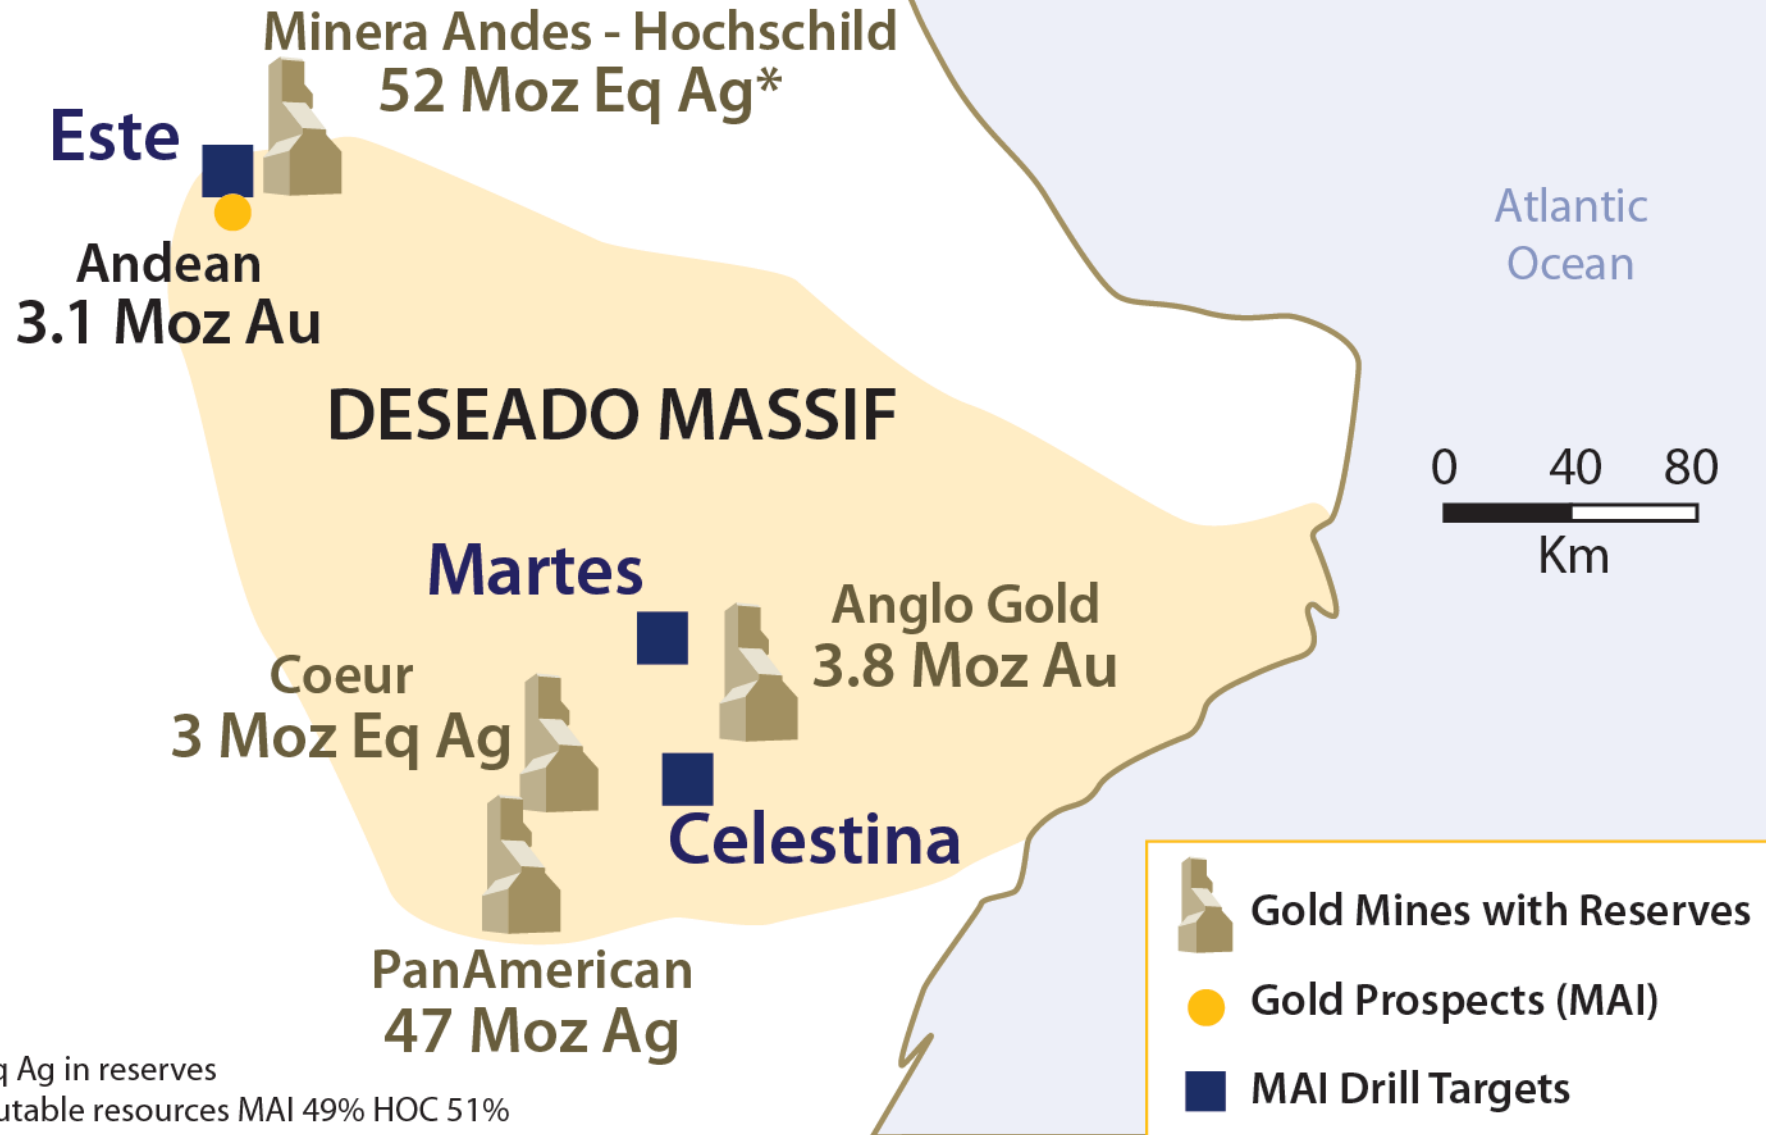 Minera Andes - Hochschild
52 Moz Eq Ag*
Este
Andean
3.1 Moz Au
Atlantic
Ocean
DESEADO MASSIF
0 40 80
Km
Martes
Anglo Gold
3.8 Moz Au
Coeur
3 Moz Eq Ag
Celestina
PanAmerican
47 Moz Ag
Gold Mines with Reserves
Gold Prospects (MAI)
MAI Drill Targets
Ag in reserves
resources MAI 49% HOC 51%